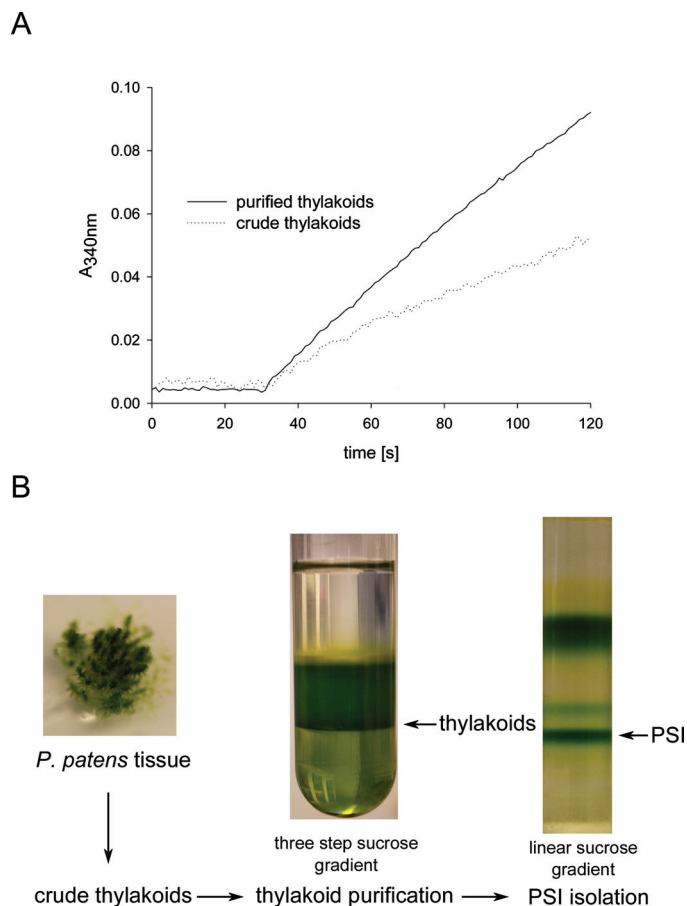 A
0.10
0.08
0.06
0.04
0.02
0.00
A340nm
purified thylakoids
crude thylakoids
0 20 40 60 80 100 120
time [s]
B
thylakoids
PSI
P. patens tissue
three step sucrose
gradient
linear sucrose
gradient
crude thylakoids thylakoid purification PSI isolation